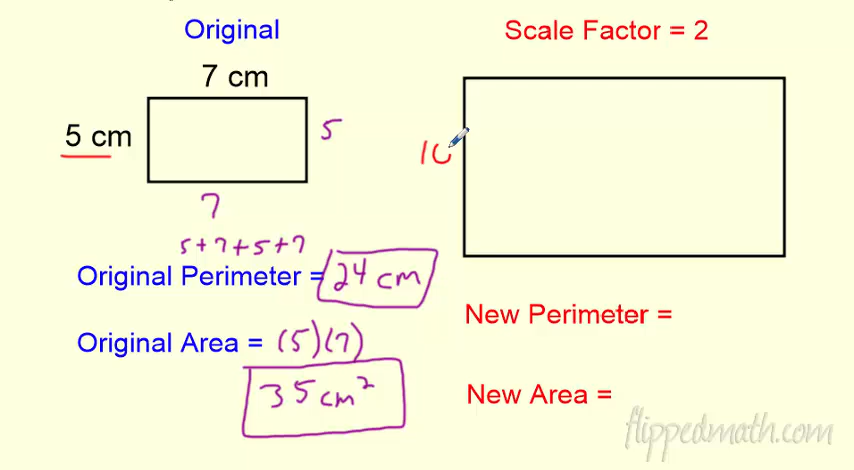 Original
7 cm
5 cm
5
7
5+7+5+7
Original Perimeter = 24 cm
Original Area = (5)(7)
35 cm²
Scale Factor = 2
10
New Perimeter =
New Area =
flippedmath.com